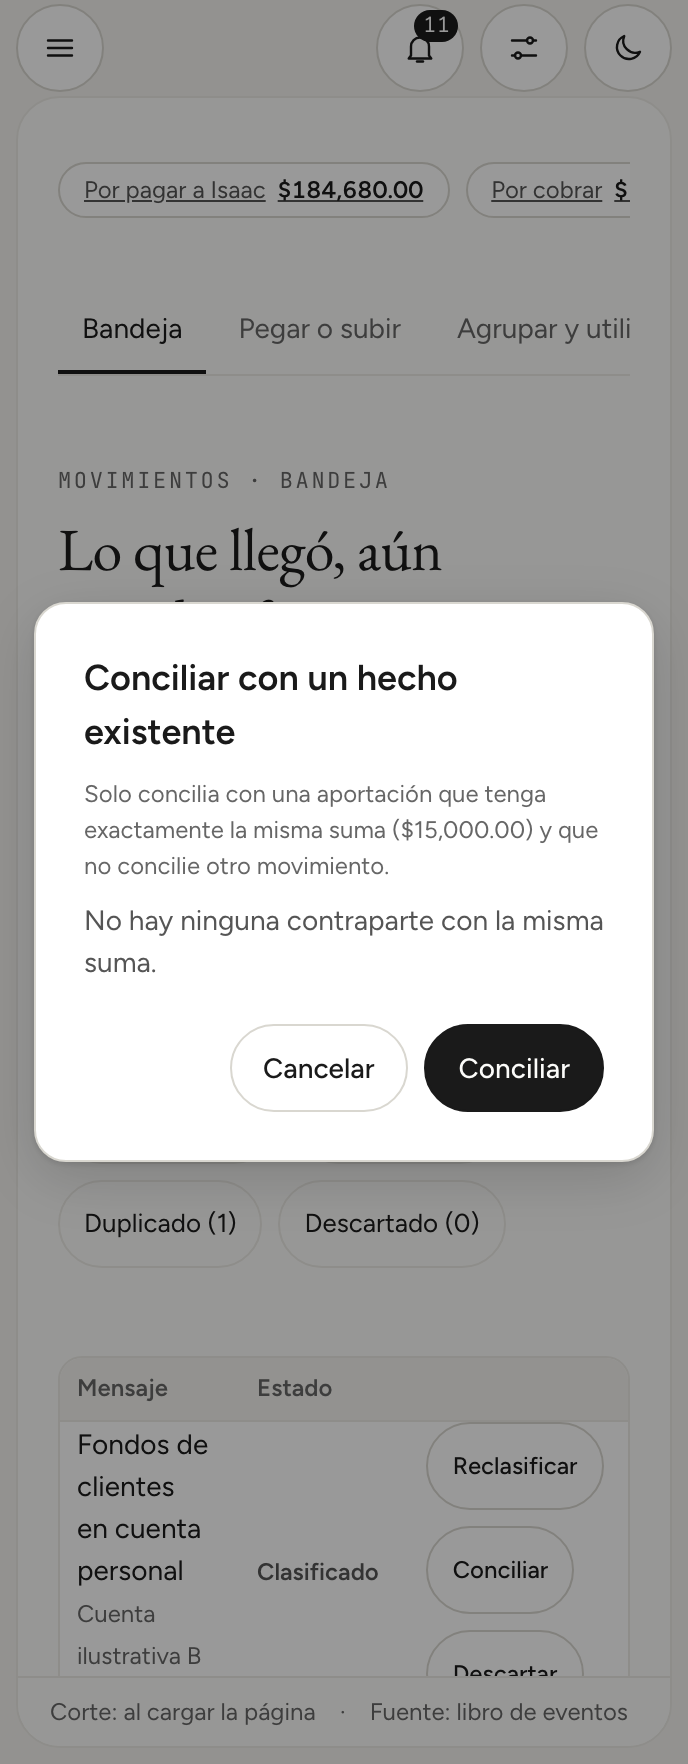 11
Por pagar a Isaac $184,680.00 Por cobrar $
Bandeja Pegar o subir Agrupar y utili
MOVIMIENTOS · BANDEJA
Lo que llegó, aún
Conciliar con un hecho
existente
Solo concilia con una aportación que tenga
exactamente la misma suma ($15,000.00) y que
no concilie otro movimiento.
No hay ninguna contraparte con la misma
suma.
Cancelar Conciliar
Duplicado (1) Descartado (0)
Mensaje Estado
Fondos de
clientes
en cuenta
personal
Cuenta
ilustrativa B
Clasificado
Reclasificar
Conciliar
Descartar
Corte: al cargar la página · Fuente: libro de eventos